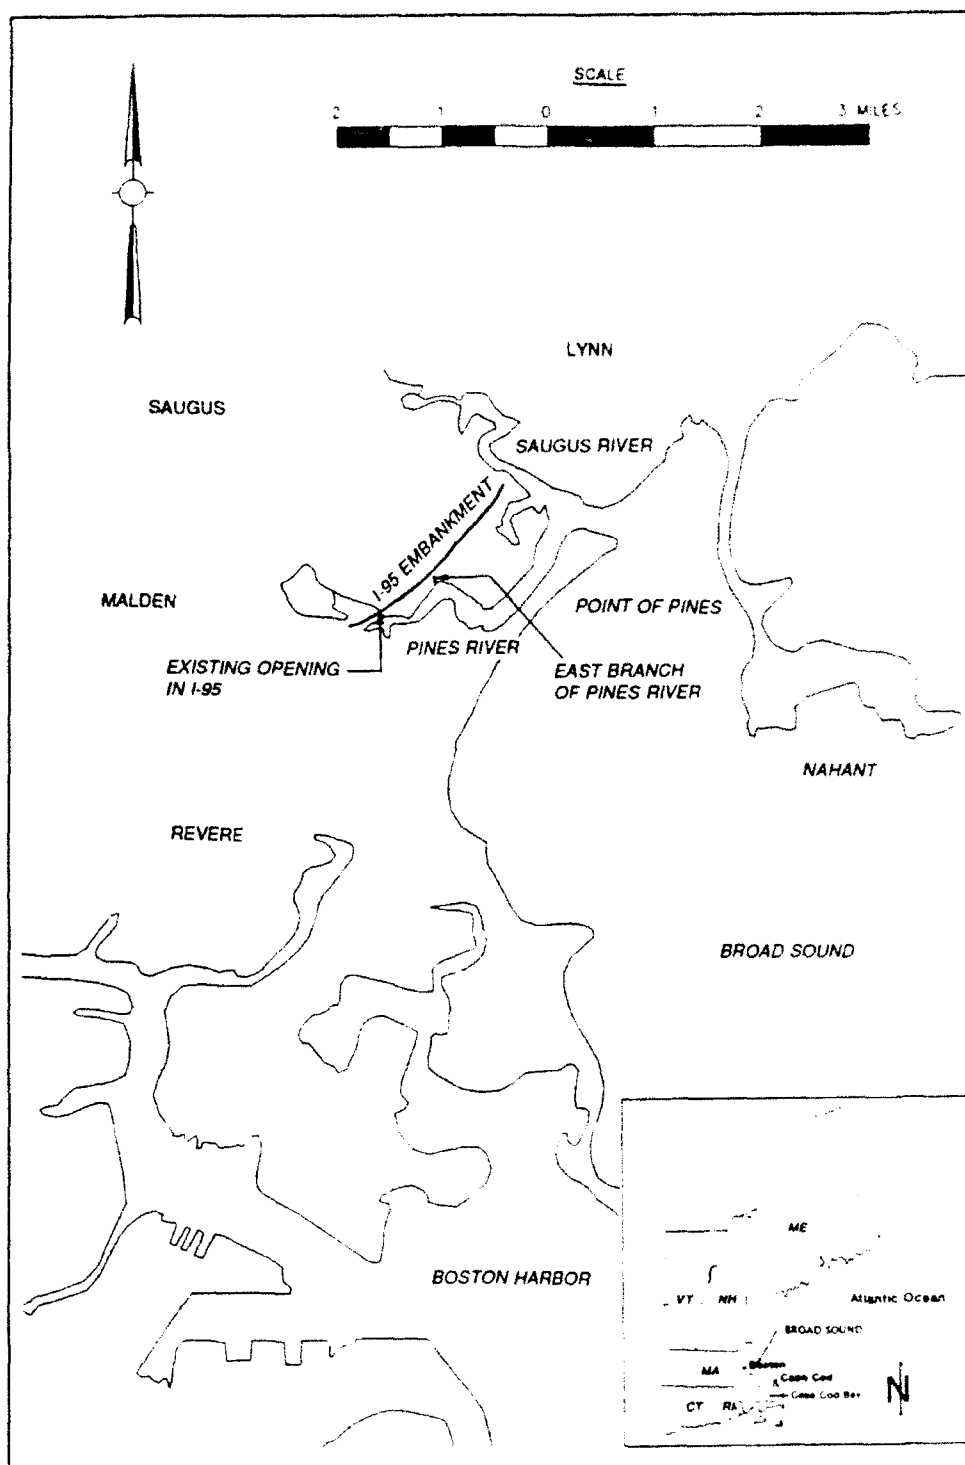 SCALE
2 1 0 1 2 3 MILES
LYNN
SAUGUS
SAUGUS RIVER
I-95 EMBANKMENT
MALDEN
POINT OF PINES
PINES RIVER
EXISTING OPENING
IN I-95
EAST BRANCH
OF PINES RIVER
NAHANT
REVERE
BROAD SOUND
BOSTON HARBOR
ME
VT NH
Atlantic Ocean
BROAD SOUND
Boston
MA
Cape Cod
Cape Cod Bay
CT RI
N